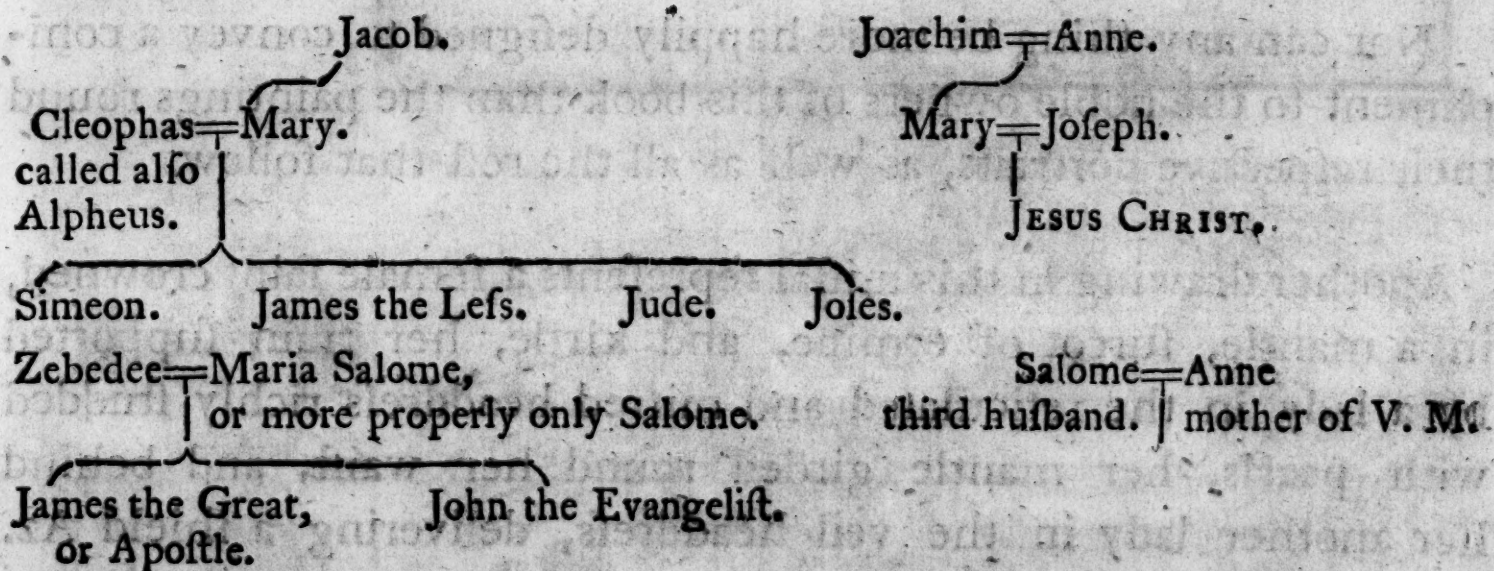 Jacob. Joachim Anne.
Cleophas Mary. Mary Joſeph.
called alſo
Alpheus. JESUS CHRIST.
Simeon. James the Leſs. Jude. Joſes.
Zebedee Maria Salome, Salome Anne
or more properly only Salome. third huſband. mother of V. M.
James the Great, John the Evangeliſt.
or Apoſtle.